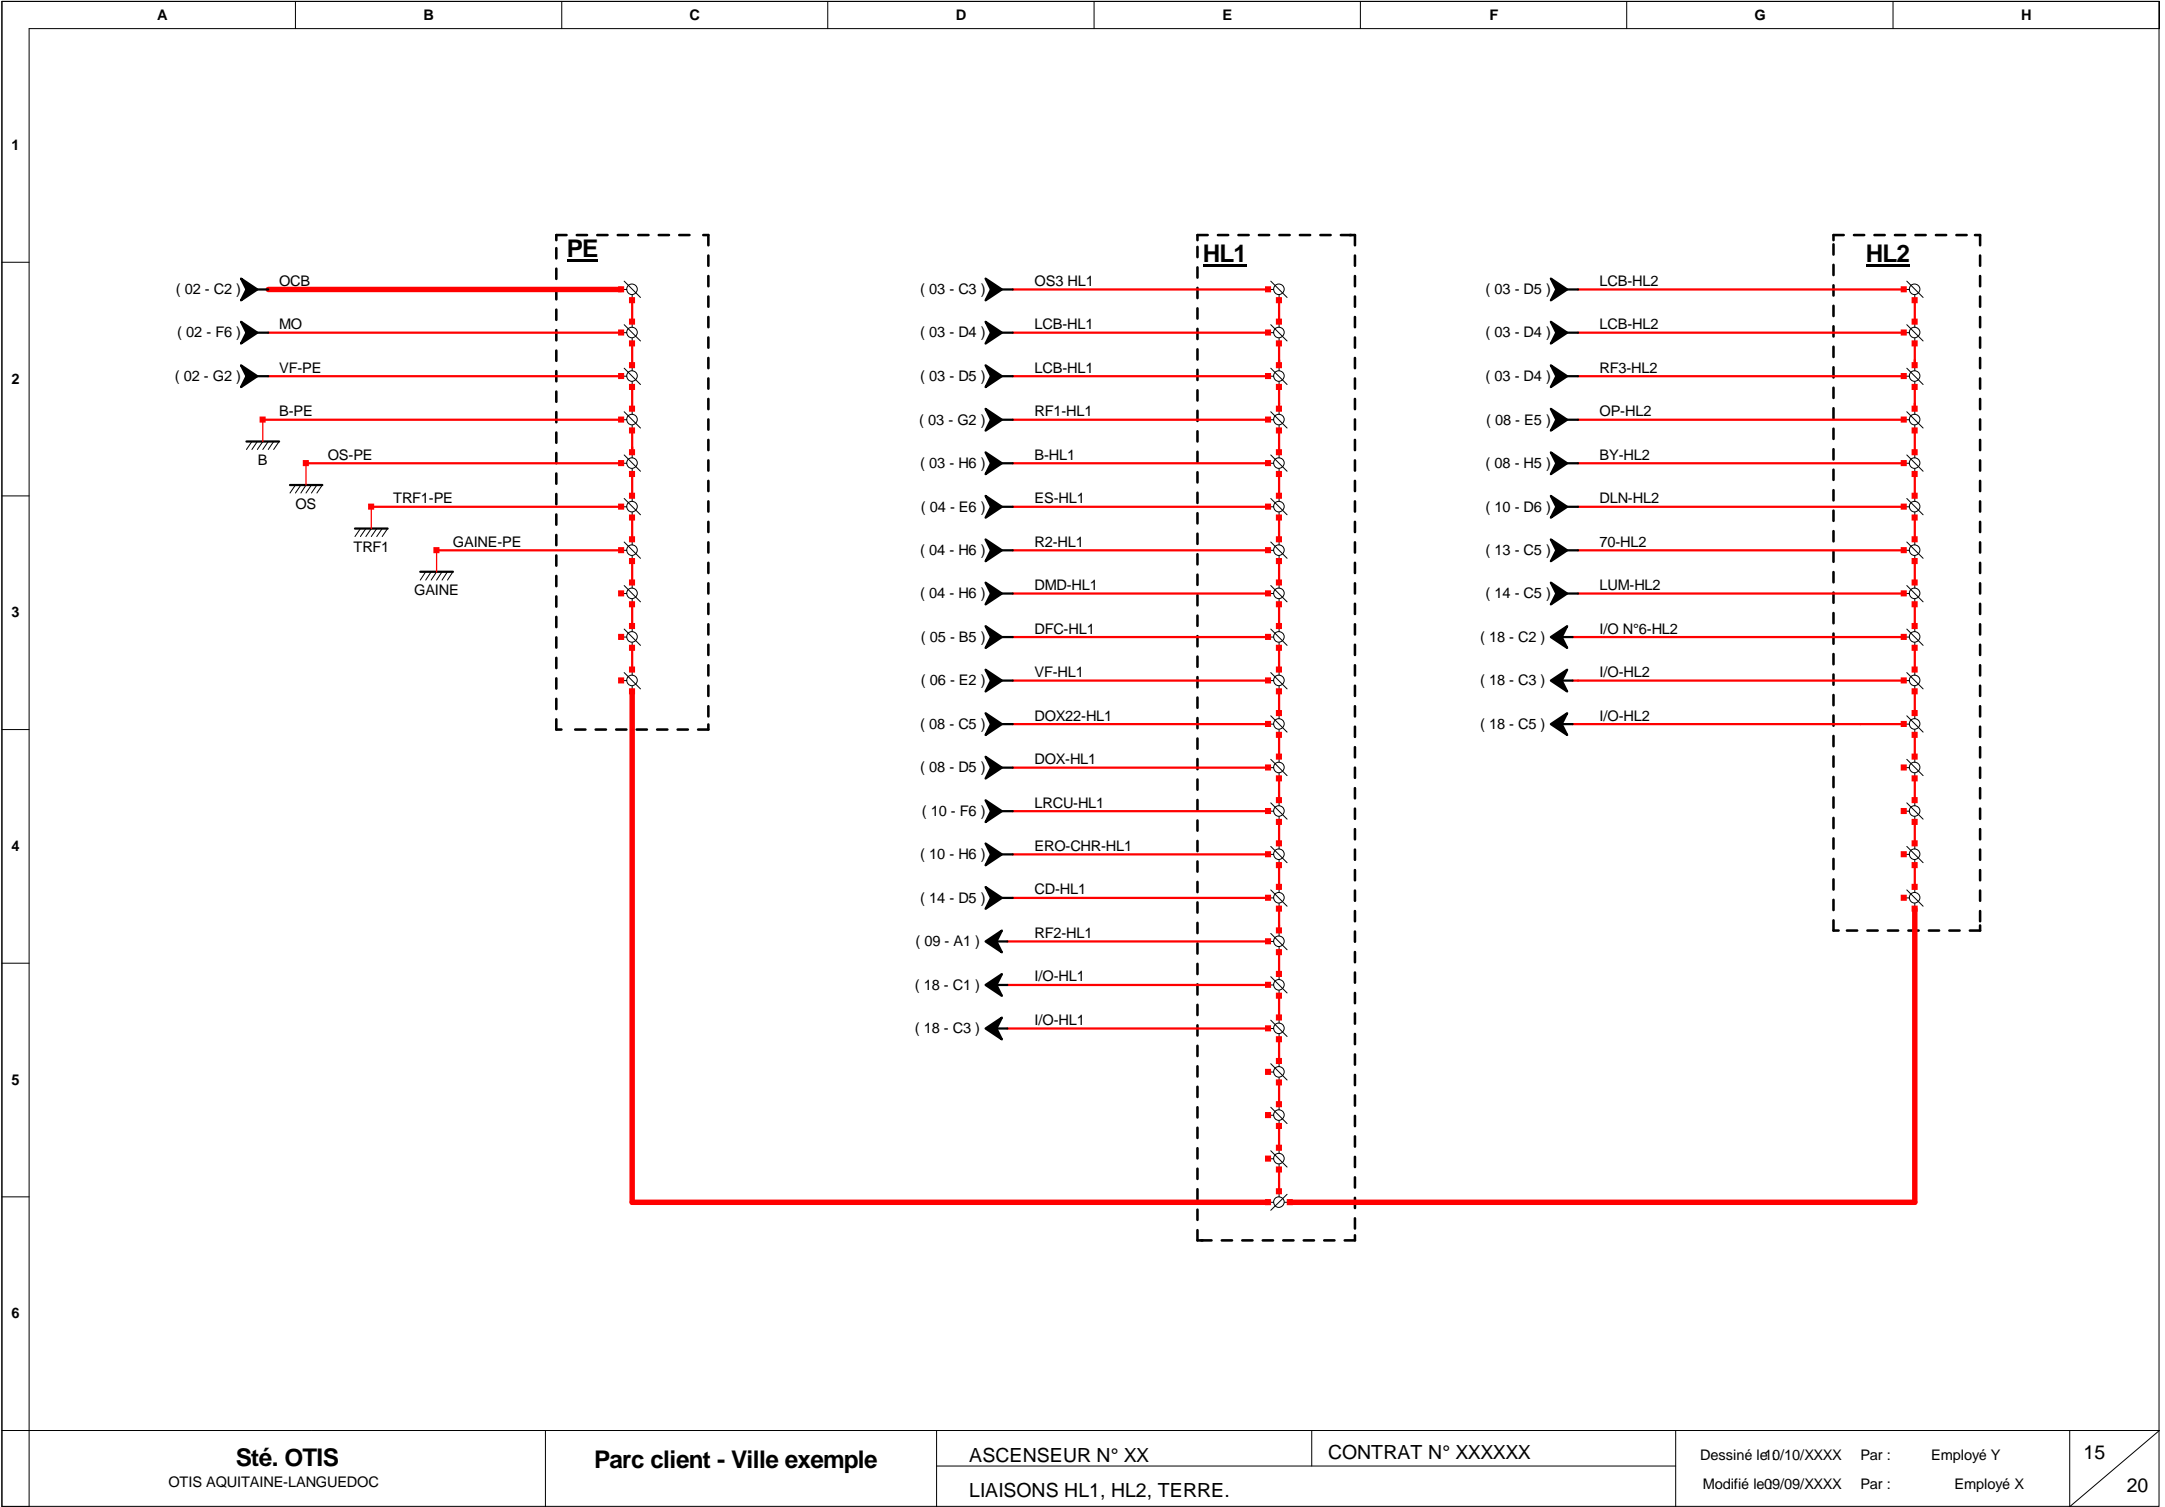 A B C D E F G H
1
2
3
4
5
6
PE
( 02 - C2 ) OCB
( 02 - F6 ) MO
( 02 - G2 ) VF-PE
B-PE
B
OS-PE
OS
TRF1-PE
TRF1
GAINE-PE
GAINE
HL1
( 03 - C3 ) OS3 HL1
( 03 - D4 ) LCB-HL1
( 03 - D5 ) LCB-HL1
( 03 - G2 ) RF1-HL1
( 03 - H6 ) B-HL1
( 04 - E6 ) ES-HL1
( 04 - H6 ) R2-HL1
( 04 - H6 ) DMD-HL1
( 05 - B5 ) DFC-HL1
( 06 - E2 ) VF-HL1
( 08 - C5 ) DOX22-HL1
( 08 - D5 ) DOX-HL1
( 10 - F6 ) LRCU-HL1
( 10 - H6 ) ERO-CHR-HL1
( 14 - D5 ) CD-HL1
( 09 - A1 ) RF2-HL1
( 18 - C1 ) I/O-HL1
( 18 - C3 ) I/O-HL1
HL2
( 03 - D5 ) LCB-HL2
( 03 - D4 ) LCB-HL2
( 03 - D4 ) RF3-HL2
( 08 - E5 ) OP-HL2
( 08 - H5 ) BY-HL2
( 10 - D6 ) DLN-HL2
( 13 - C5 ) 70-HL2
( 14 - C5 ) LUM-HL2
( 18 - C2 ) I/O N°6-HL2
( 18 - C3 ) I/O-HL2
( 18 - C5 ) I/O-HL2
Sté. OTIS
OTIS AQUITAINE-LANGUEDOC
Parc client - Ville exemple
ASCENSEUR N° XX
CONTRAT N° XXXXXX
LIAISONS HL1, HL2, TERRE.
Dessiné le 10/10/XXXX Par : Employé Y
Modifié le 09/09/XXXX Par : Employé X
15
20